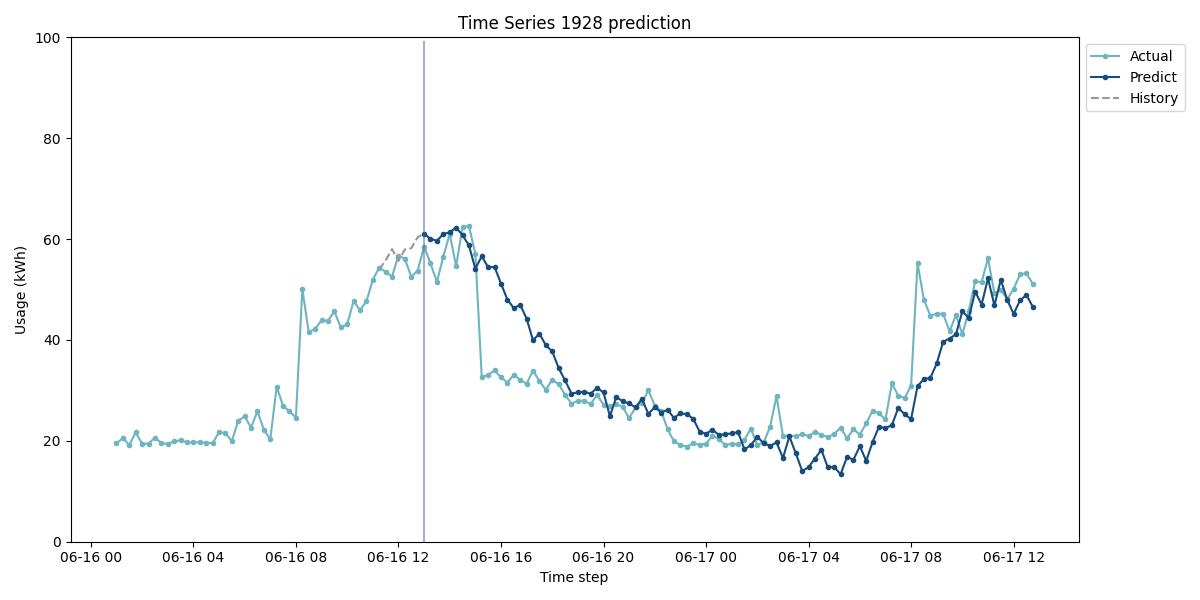 Time Series 1928 prediction
Usage (kWh)
100
80
60
40
20
0
06-16 00 06-16 04 06-16 08 06-16 12 06-16 16 06-16 20 06-17 00 06-17 04 06-17 08 06-17 12
Time step
Actual
Predict
History